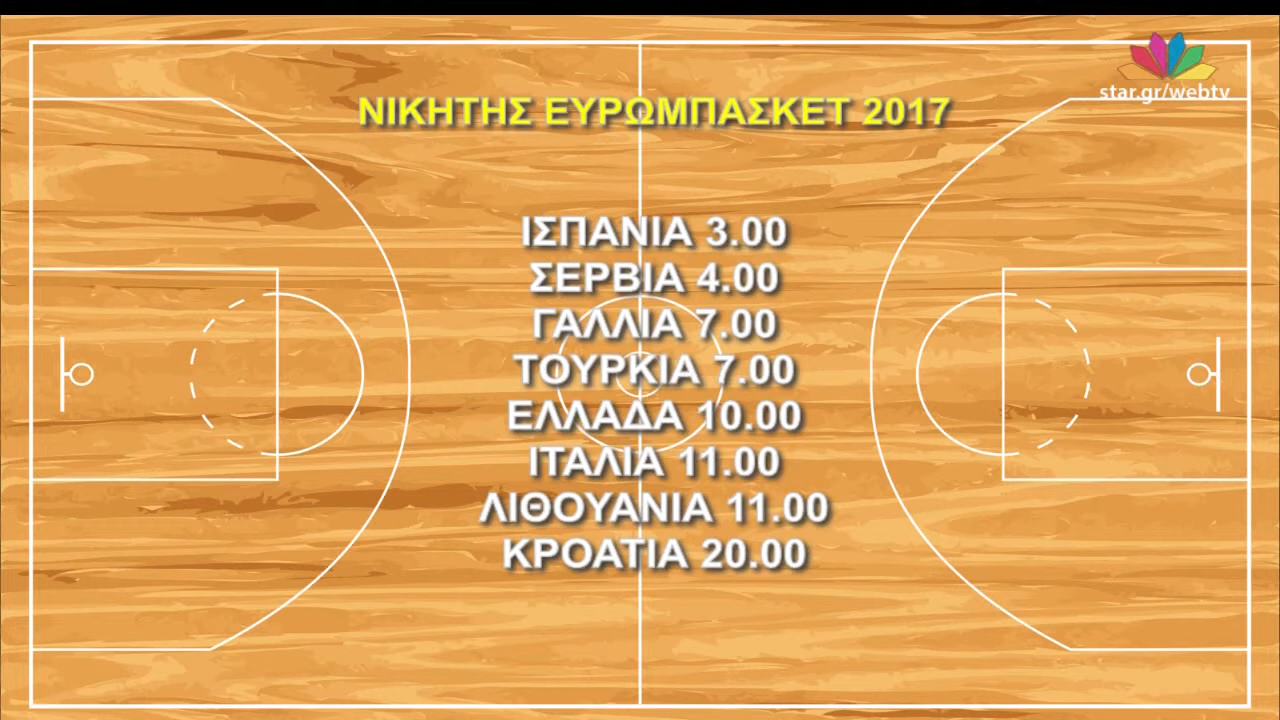 star.gr/webtv
ΝΙΚΗΤΗΣ ΕΥΡΩΜΠΑΣΚΕΤ 2017
ΙΣΠΑΝΙΑ 3.00
ΣΕΡΒΙΑ 4.00
ΓΑΛΛΙΑ 7.00
ΤΟΥΡΚΙΑ 7.00
ΕΛΛΑΔΑ 10.00
ΙΤΑΛΙΑ 11.00
ΛΙΘΟΥΑΝΙΑ 11.00
ΚΡΟΑΤΙΑ 20.00